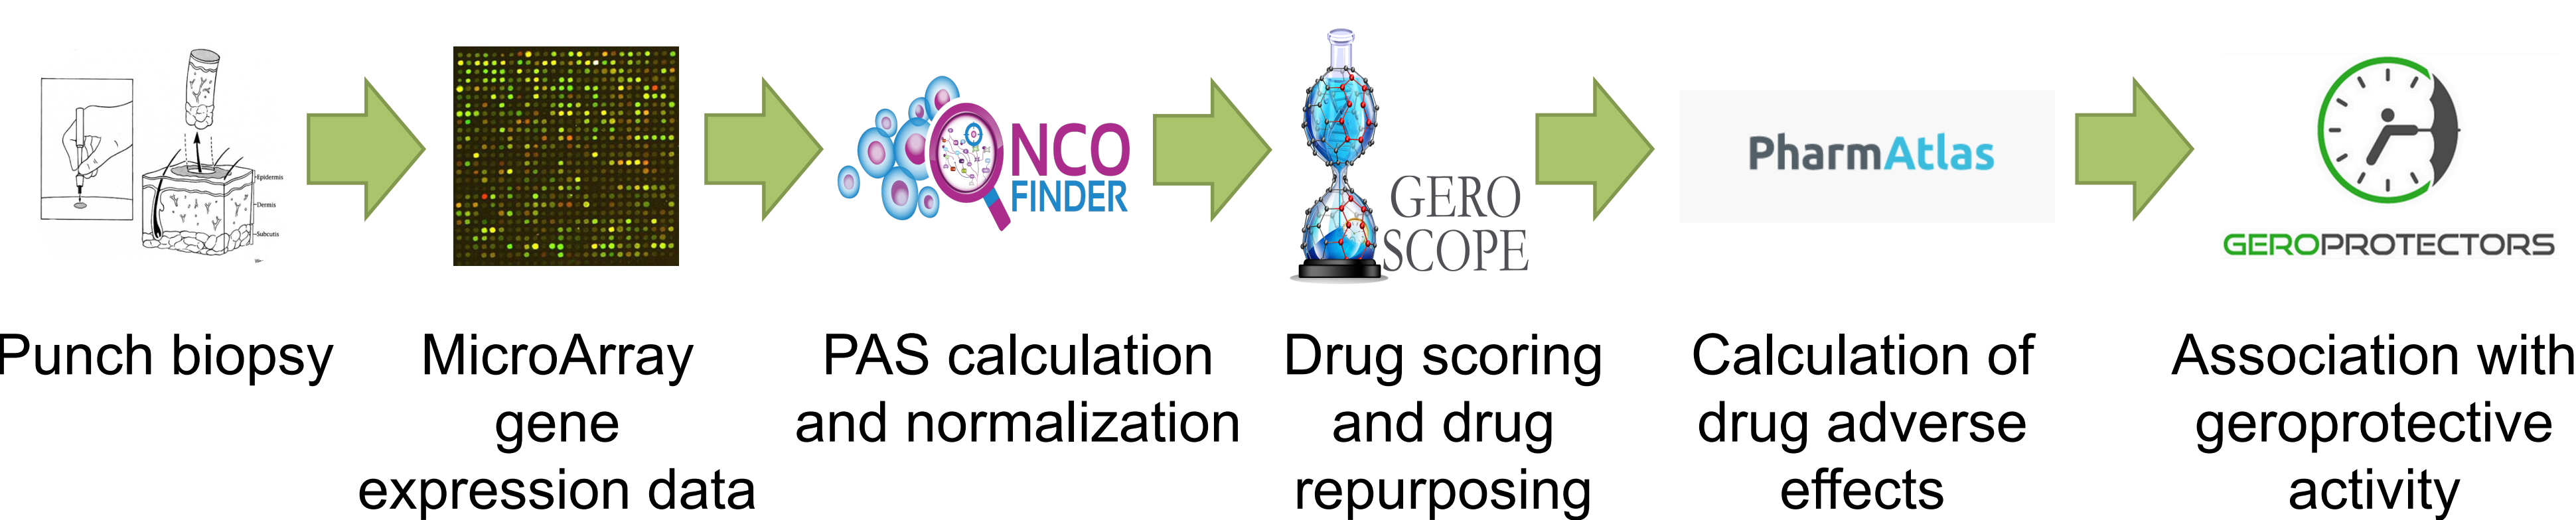 Epidermis
Dermis
Subcutis
NCO
FINDER
GERO
SCOPE
PharmAtlas
GEROPROTECTORS
Punch biopsy
MicroArray
gene
expression data
PAS calculation
and normalization
Drug scoring
and drug
repurposing
Calculation of
drug adverse
effects
Association with
geroprotective
activity